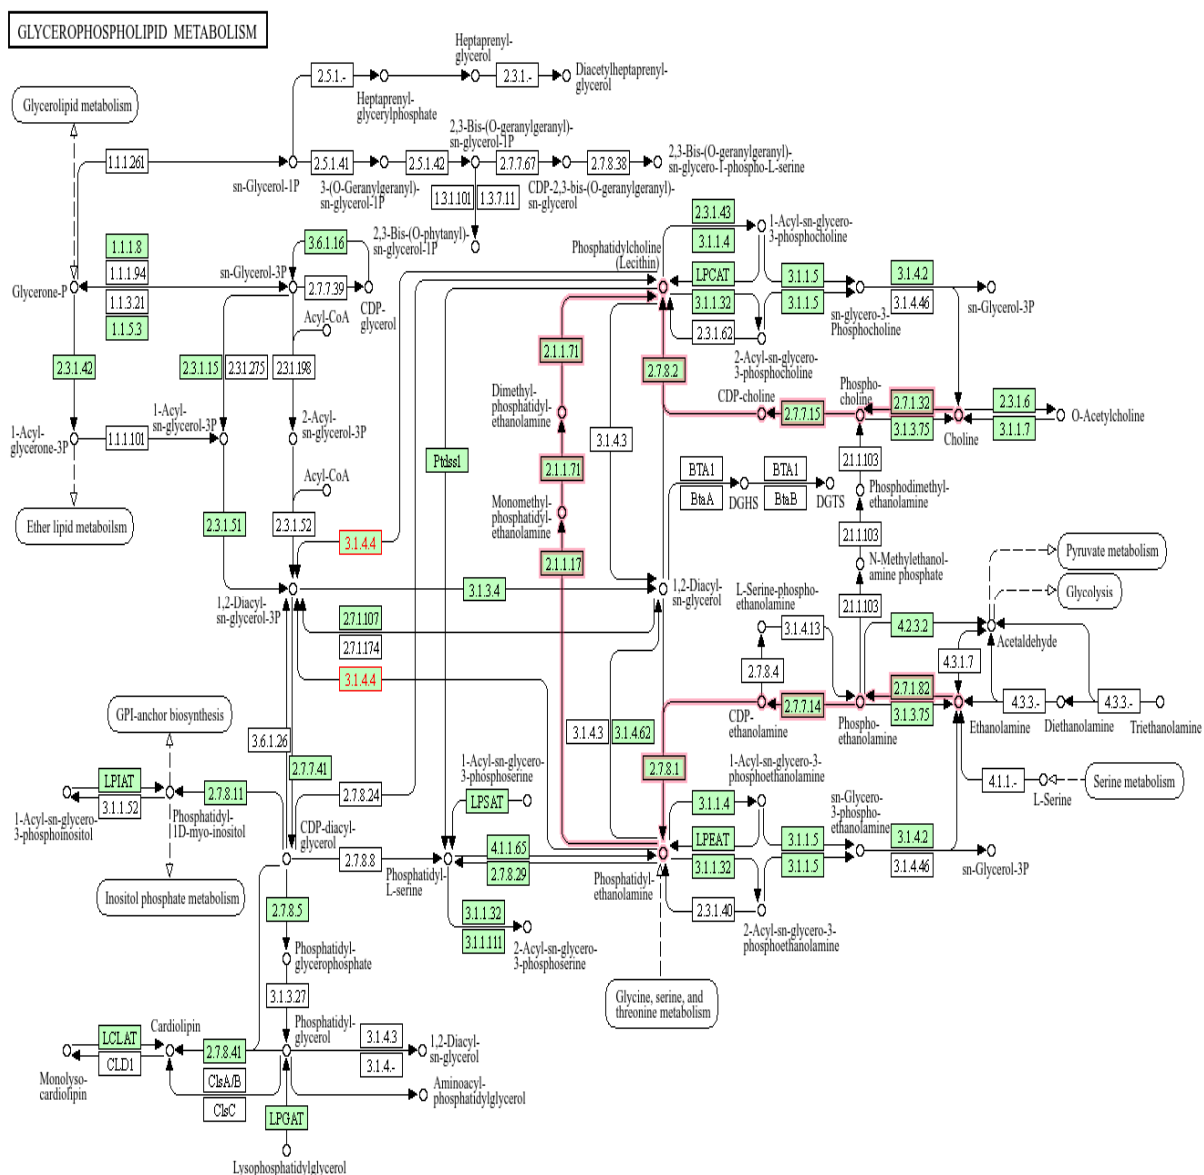 GLYCEROPHOSPHOLIPID METABOLISM
Heptaprenyl-
glycerol
2.5.1.-
2.3.1.-
Diacetylheptaprenyl-
glycerol
Heptaprenyl-
glycerylphosphate
Glycerolipid metabolism
2,3-Bis-(O-geranylgeranyl)-
sn-glycerol-1P
1.1.1.261
sn-Glycerol-1P
2.5.1.41
2.5.1.42
2.7.7.67
2.7.8.38
2,3-Bis-(O-geranylgeranyl)-
sn-glycero-1-phospho-L-serine
3-(O-Geranylgeranyl)-
sn-glycerol-1P
CDP-2,3-bis-(O-geranylgeranyl)-
sn-glycerol
1.3.1.101
1.3.7.11
2,3-Bis-(O-phytanyl)-
sn-glycerol-1P
2.3.1.43
3.1.1.4
1-Acyl-sn-glycero-
3-phosphocholine
Phosphatidylcholine
(Lecithin)
1.1.1.8
1.1.1.94
1.1.3.21
1.1.5.3
Glycerone-P
3.6.1.16
sn-Glycerol-3P
2.7.7.39
CDP-
glycerol
LPCAT
3.1.1.32
2.3.1.62
3.1.1.5
3.1.1.5
3.1.4.2
3.1.4.46
sn-Glycerol-3P
sn-glycero-3-
Phosphocholine
2-Acyl-sn-glycero-
3-phosphocholine
Acyl-CoA
2.3.1.42
2.3.1.15
2.3.1.275
2.3.1.198
2.1.1.71
2.7.8.2
Dimethyl-
phosphatidyl-
ethanolamine
CDP-choline
2.7.7.15
Phospho-
choline
2.7.1.32
3.1.3.75
Choline
2.3.1.6
3.1.1.7
O-Acetylcholine
1-Acyl-
glycerone-3P
1.1.1.101
1-Acyl-
sn-glycerol-3P
2-Acyl-
sn-glycerol-3P
3.1.4.3
Ptdss1
2.1.1.71
2.1.1.103
BTA1
BtaA
DGHS
BTA1
BtaB
DGTS
Phosphodimethyl-
ethanolamine
Acyl-CoA
Monomethyl-
phosphatidyl-
ethanolamine
Ether lipid metaboilsm
2.3.1.51
2.3.1.52
3.1.4.4
2.1.1.17
2.1.1.103
N-Methylethanol-
amine phosphate
Pyruvate metabolism
Glycolysis
1,2-Diacyl-
sn-glycerol-3P
3.1.3.4
1,2-Diacyl-
sn-glycerol
L-Serine-phospho-
ethanolamine
2.1.1.103
2.7.1.107
2.7.1.174
3.1.4.13
4.2.3.2
Acetaldehyde
3.1.4.4
2.7.8.4
4.3.1.7
CDP-
ethanolamine
2.7.7.14
Phospho-
ethanolamine
2.7.1.82
3.1.3.75
Ethanolamine
4.3.3.-
Diethanolamine
4.3.3.-
Triethanolamine
GPI-anchor biosynthesis
3.6.1.26
2.7.7.41
3.1.4.3
3.1.4.62
2.7.8.1
1-Acyl-sn-glycero-3-
phosphoethanolamine
4.1.1.-
L-Serine
Serine metabolism
LPIAT
3.1.1.52
1-Acyl-sn-glycero-
3-phosphoinositol
2.7.8.11
Phosphatidyl-
1D-myo-inositol
2.7.8.24
1-Acyl-sn-glycero-
3-phosphoserine
LPSAT
CDP-diacyl-
glycerol
3.1.1.4
LPEAT
3.1.1.32
2.3.1.40
3.1.1.5
3.1.1.5
sn-Glycero-
3-phospho-
ethanolamine
3.1.4.2
3.1.4.46
sn-Glycerol-3P
2.7.8.8
Phosphatidyl-
L-serine
4.1.1.65
2.7.8.29
Phosphatidyl-
ethanolamine
2-Acyl-sn-glycero-3-
phosphoethanolamine
Inositol phosphate metabolism
2.7.8.5
3.1.1.32
3.1.1.111
2-Acyl-sn-glycero-
3-phosphoserine
Phosphatidyl-
glycerophosphate
3.1.3.27
Glycine, serine, and
threonine metabolism
LCLAT
CLD1
Monolyso-
cardiolipin
Cardiolipin
2.7.8.41
ClsA/B
ClsC
Phosphatidyl-
glycerol
3.1.4.3
3.1.4.-
1,2-Diacyl-
sn-glycerol
Aminoacyl-
phosphatidylglycerol
LPGAT
Lysophosphatidylglycerol